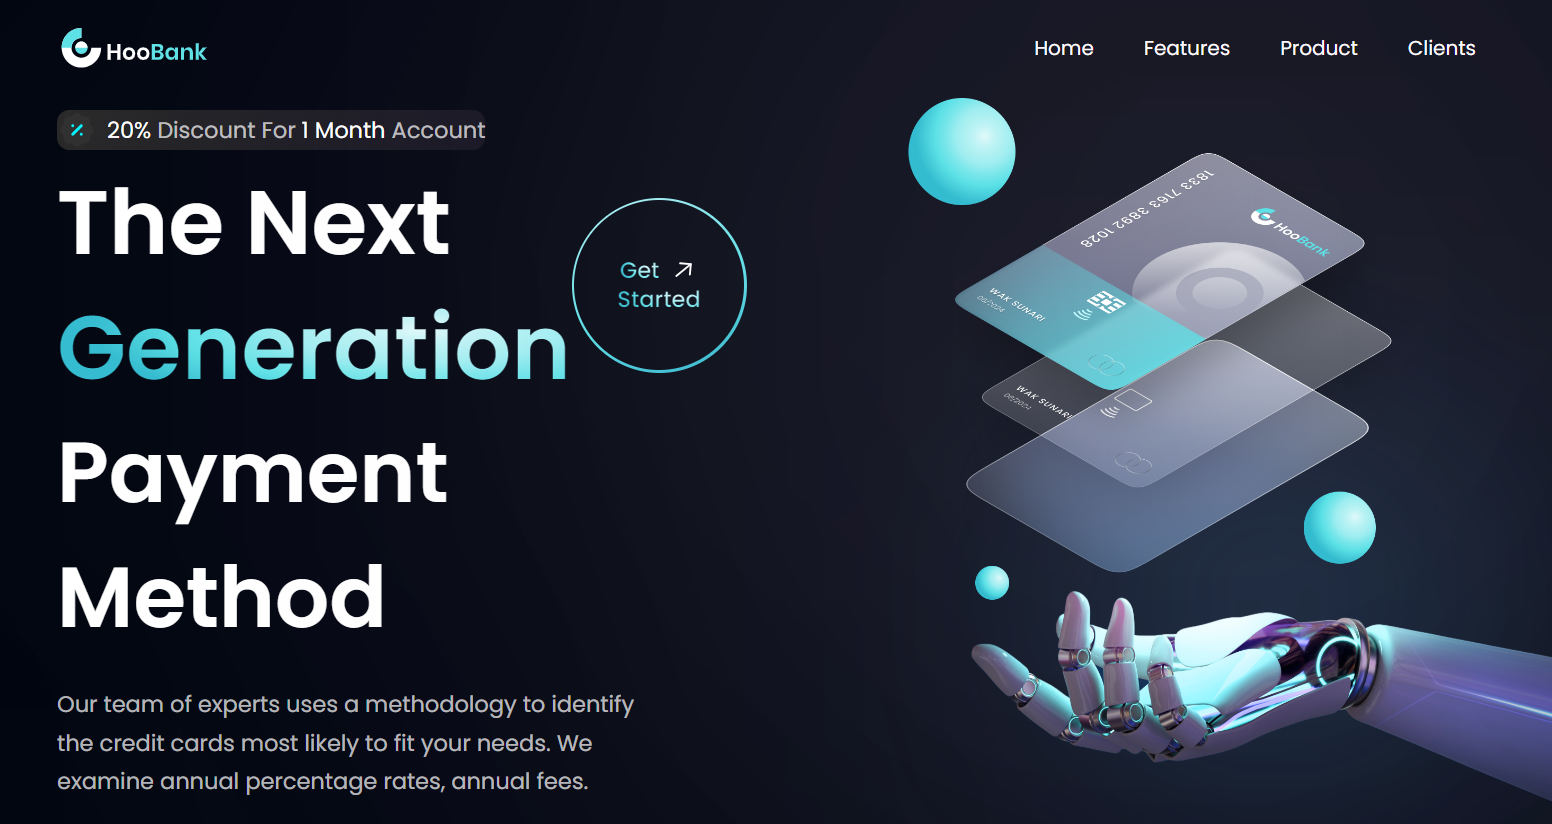 HooBank
Home Features Product Clients
20% Discount For 1 Month Account
The Next
Generation
Payment
Method
Get
Started
Our team of experts uses a methodology to identify
the credit cards most likely to fit your needs. We
examine annual percentage rates, annual fees.
1833 7163 3892 1028
HooBank
WAK SUNARI
06/2024
WAK SUNARI
06/2024